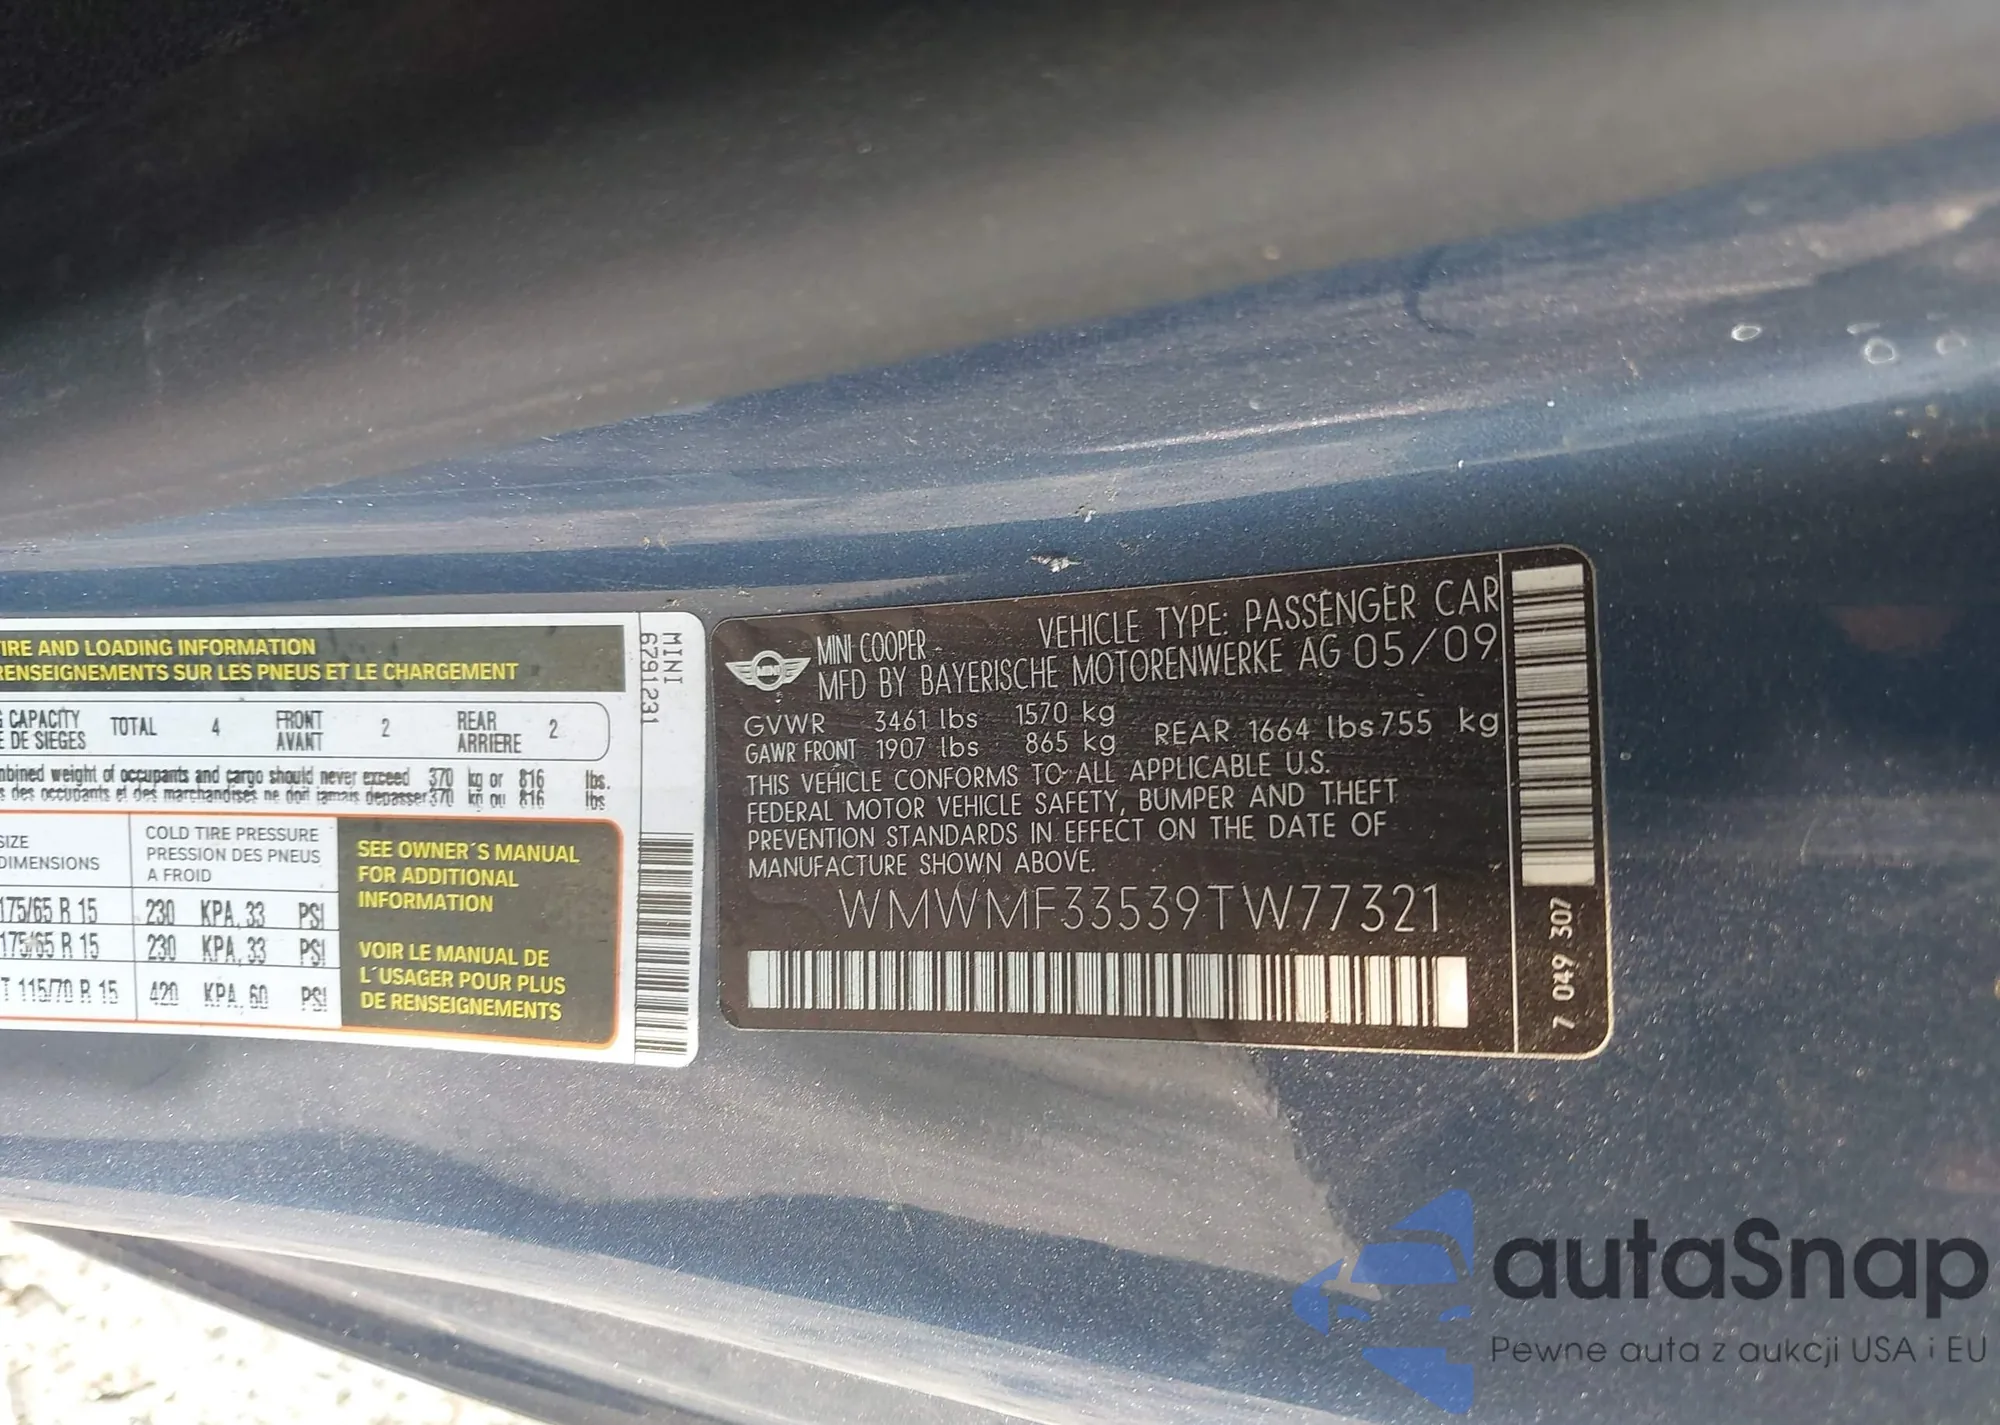 TIRE AND LOADING INFORMATION
RENSEIGNEMENTS SUR LES PNEUS ET LE CHARGEMENT
CAPACITY TOTAL 4 FRONT 2 REAR 2
DE SIEGES AVANT ARRIERE
weight of occupants and cargo should never exceed 370 kg or 816 lbs.
des occupants et des marchandises ne doit jamais depasser 370 kg ou 816 lbs
SIZE
DIMENSIONS
COLD TIRE PRESSURE
PRESSION DES PNEUS
A FROID
175/65 R 15 230 KPA, 33 PSI
175/65 R 15 230 KPA, 33 PSI
T 115/70 R 15 420 KPA, 60 PSI
SEE OWNER´S MANUAL
FOR ADDITIONAL
INFORMATION
VOIR LE MANUAL DE
L´USAGER POUR PLUS
DE RENSEIGNEMENTS
MINI
6791231
MINI
MINI COOPER VEHICLE TYPE: PASSENGER CAR
MFD BY BAYERISCHE MOTORENWERKE AG 05/09
GVWR 3461 lbs 1570 kg
GAWR FRONT 1907 lbs 865 kg REAR 1664 lbs 755 kg
THIS VEHICLE CONFORMS TO ALL APPLICABLE U.S.
FEDERAL MOTOR VEHICLE SAFETY, BUMPER AND THEFT
PREVENTION STANDARDS IN EFFECT ON THE DATE OF
MANUFACTURE SHOWN ABOVE.
WMWMF33539TW77321
7 049 307
autaSnap
Pewne auta z aukcji USA i EU